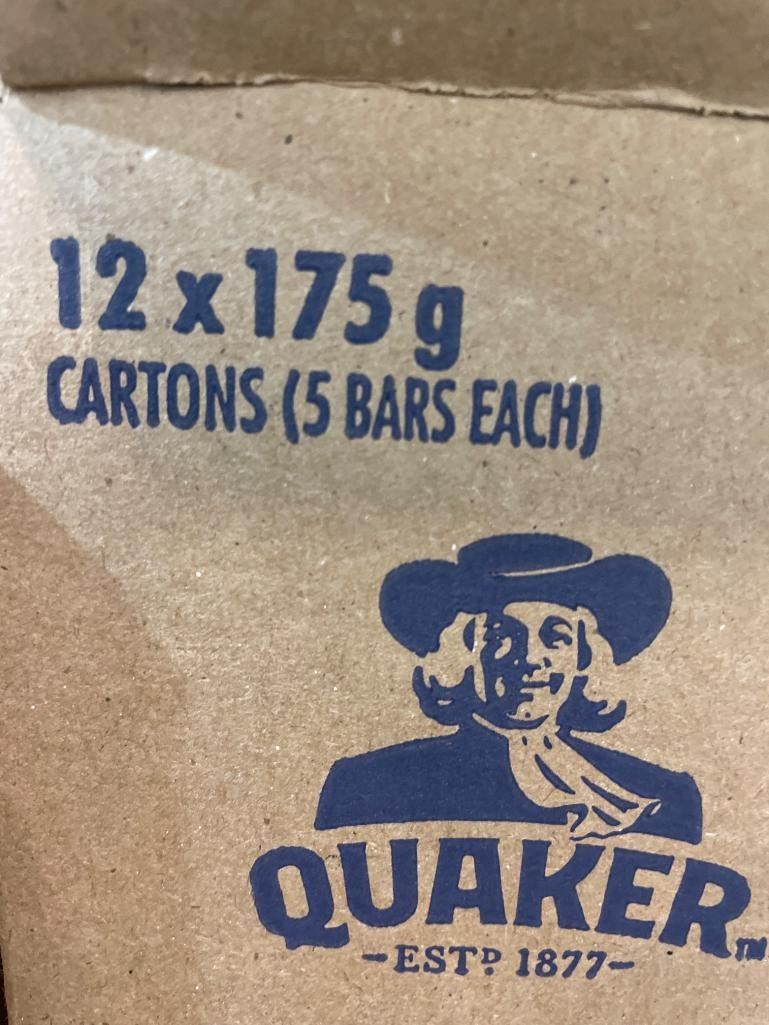 12 x 175 g
CARTONS (5 BARS EACH)
QUAKER™
-ESTD 1877-